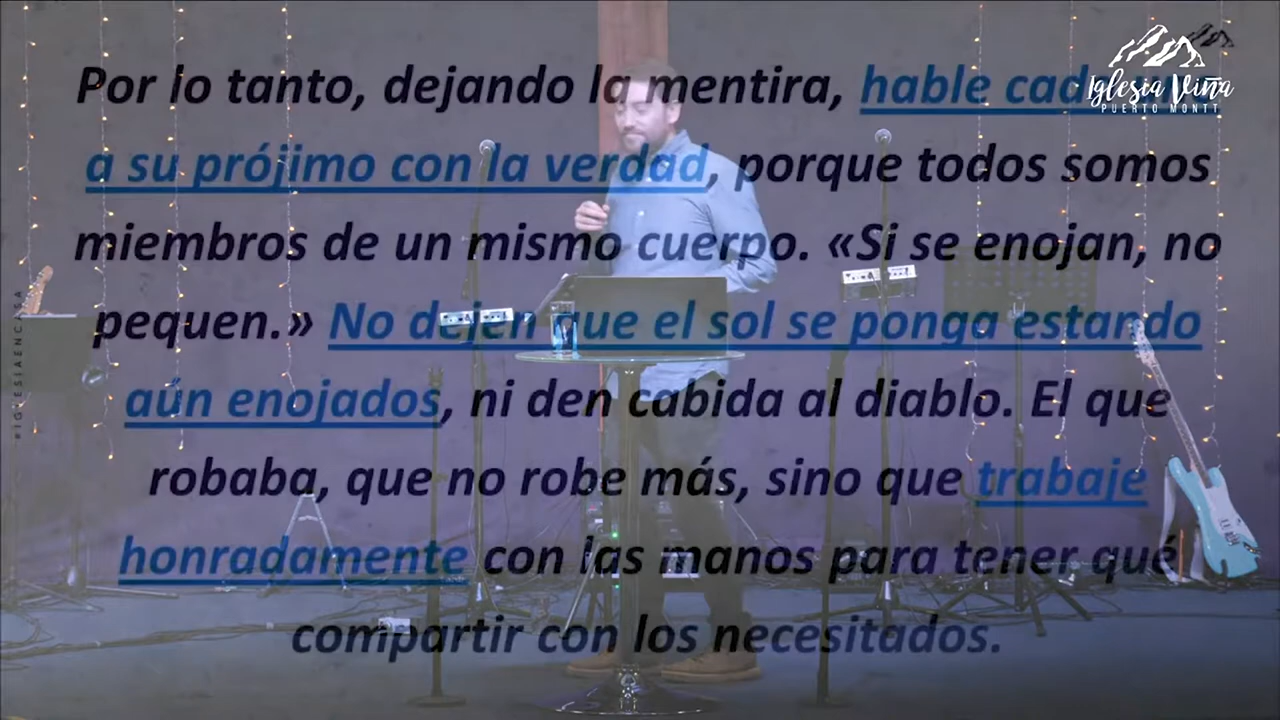 Por lo tanto, dejando la mentira, hable cada
a su prójimo con la verdad, porque todos somos
miembros de un mismo cuerpo. «Si se enojan, no
pequen.» No dejen que el sol se ponga estando
aún enojados, ni den cabida al diablo. El que
robaba, que no robe más, sino que trabaje
honradamente con las manos para tener qué
compartir con los necesitados.
Iglesia Viña
PUERTO MONTT
#IGLESIAENCASA